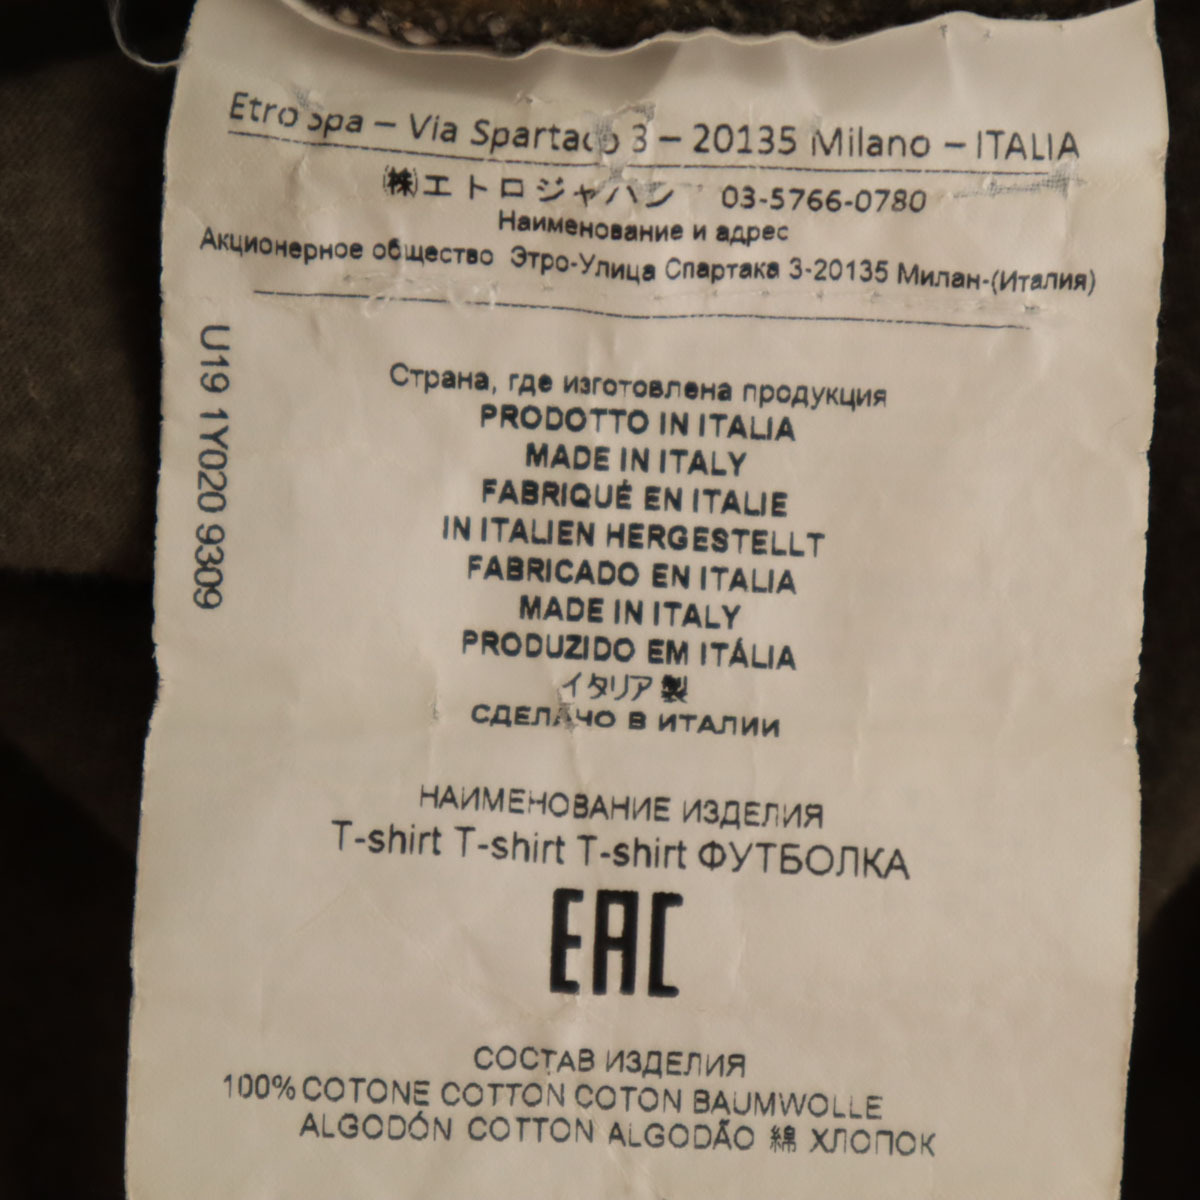 Etro Spa – Via Spartaco 3 – 20135 Milano – ITALIA
㈱エトロジャパン 03-5766-0780
Наименование и адрес
Акционерное общество Этро-Улица Спартака 3-20135 Милан-(Италия)
U19 1Y020 9309
Страна, где изготовлена продукция
PRODOTTO IN ITALIA
MADE IN ITALY
FABRIQUÉ EN ITALIE
IN ITALIEN HERGESTELLT
FABRICADO EN ITALIA
MADE IN ITALY
PRODUZIDO EM ITÁLIA
イタリア製
СДЕЛАНО В ИТАЛИИ
НАИМЕНОВАНИЕ ИЗДЕЛИЯ
T-shirt T-shirt T-shirt ФУТБОЛКА
EAC
СОСТАВ ИЗДЕЛИЯ
100% COTONE COTTON COTON BAUMWOLLE
ALGODÓN COTTON ALGODÃO 綿 ХЛОПОК